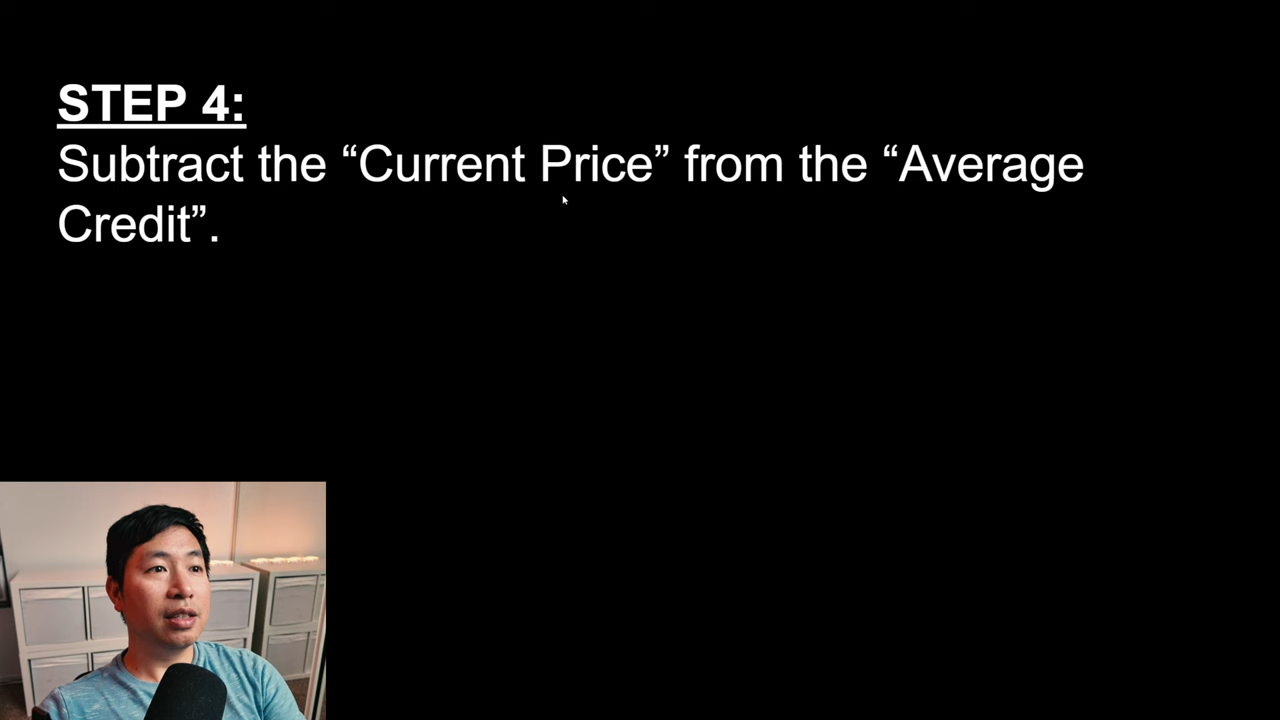 STEP 4:
Subtract the “Current Price” from the “Average
Credit”.